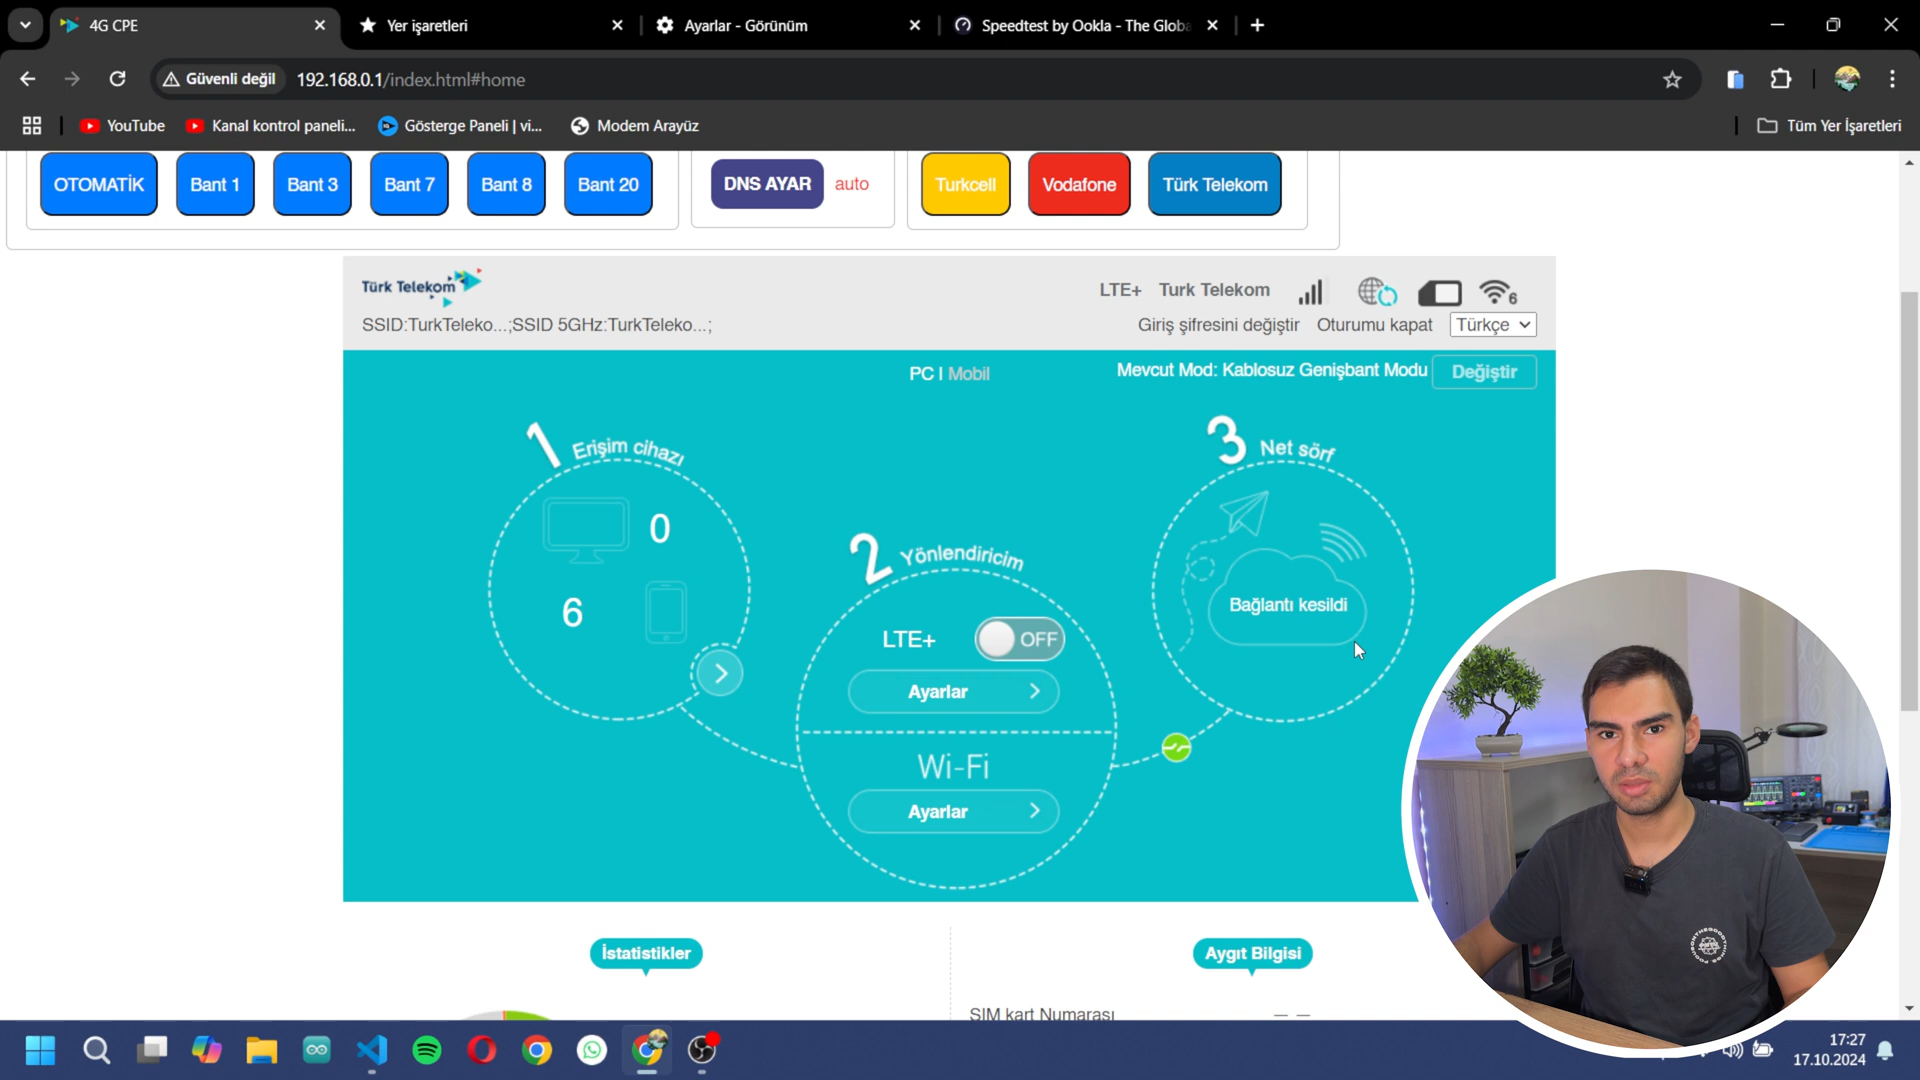 4G CPE
Yer işaretleri
Ayarlar - Görünüm
Speedtest by Ookla - The Globa
Güvenli değil
192.168.0.1/index.html#home
YouTube
Kanal kontrol paneli...
Gösterge Paneli | vi...
Modem Arayüz
Tüm Yer İşaretleri
OTOMATİK
Bant 1
Bant 3
Bant 7
Bant 8
Bant 20
DNS AYAR
auto
Turkcell
Vodafone
Türk Telekom
Türk Telekom
LTE+ Turk Telekom
6
SSID:TurkTeleko...;SSID 5GHz:TurkTeleko...;
Giriş şifresini değiştir
Oturumu kapat
Türkçe
PC | Mobil
Mevcut Mod: Kablosuz Genişbant Modu
Değiştir
1 Erişim cihazı
0
6
2 Yönlendiricim
LTE+
OFF
Ayarlar
Wi-Fi
Ayarlar
3 Net sörf
Bağlantı kesildi
İstatistikler
Aygıt Bilgisi
SIM kart Numarası
– –
17:27
17.10.2024